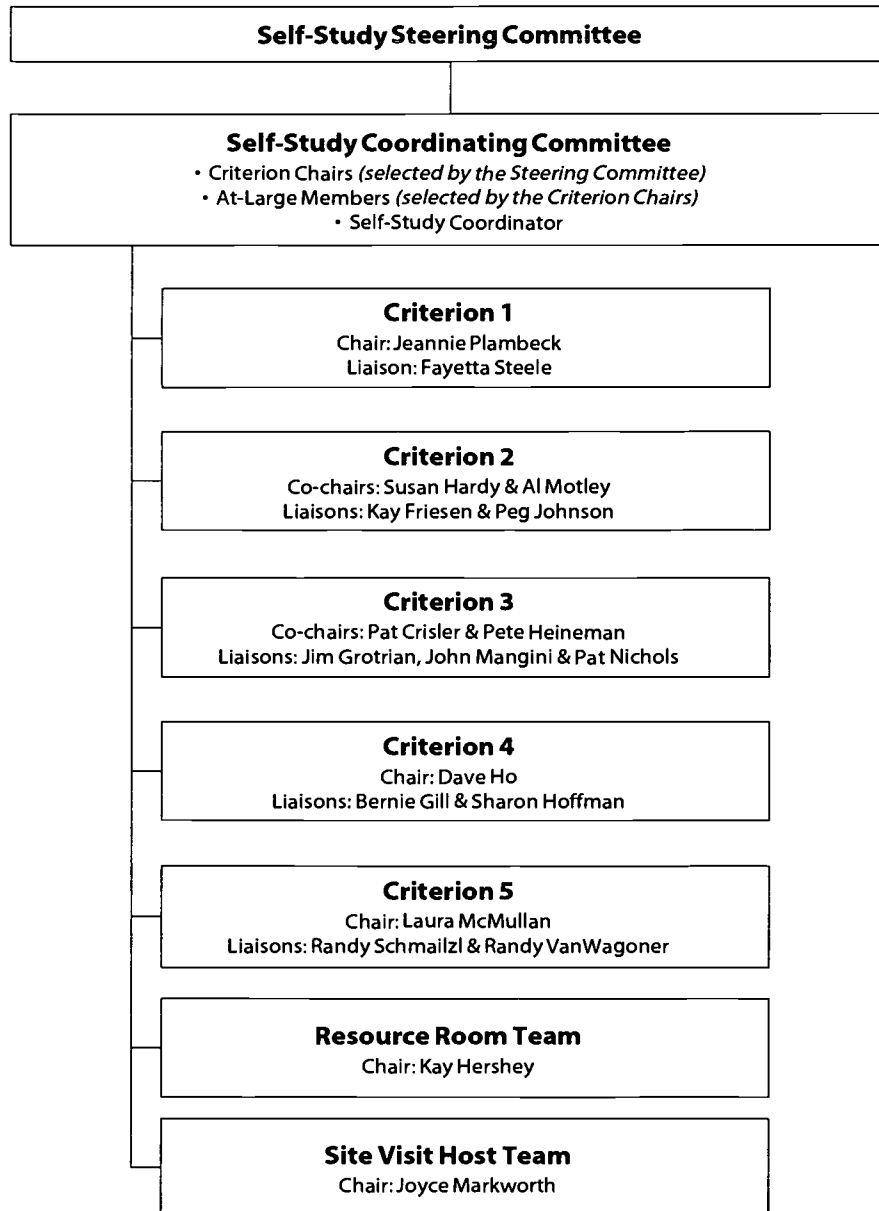 Self-Study Steering Committee
Self-Study Coordinating Committee
· Criterion Chairs (selected by the Steering Committee)
· At-Large Members (selected by the Criterion Chairs)
· Self-Study Coordinator
Criterion 1
Chair: Jeannie Plambeck
Liaison: Fayetta Steele
Criterion 2
Co-chairs: Susan Hardy & Al Motley
Liaisons: Kay Friesen & Peg Johnson
Criterion 3
Co-chairs: Pat Crisler & Pete Heineman
Liaisons: Jim Grotrian, John Mangini & Pat Nichols
Criterion 4
Chair: Dave Ho
Liaisons: Bernie Gill & Sharon Hoffman
Criterion 5
Chair: Laura McMullan
Liaisons: Randy Schmailzl & Randy VanWagoner
Resource Room Team
Chair: Kay Hershey
Site Visit Host Team
Chair: Joyce Markworth